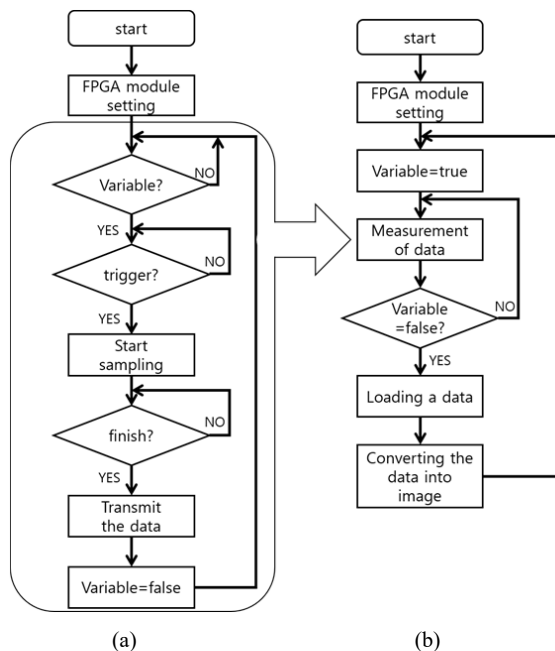 start
FPGA module
setting
Variable?
NO
YES
trigger?
NO
YES
Start
sampling
finish?
NO
YES
Transmit
the data
Variable=false
(a)
start
FPGA module
setting
Variable=true
Measurement
of data
Variable
=false?
NO
YES
Loading a data
Converting the
data into
image
(b)